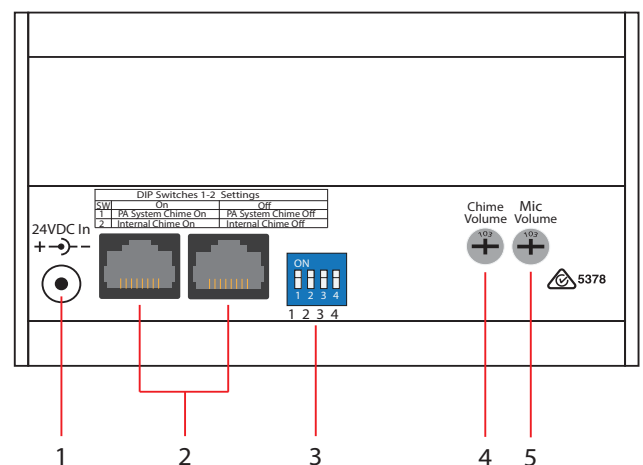 DIP Switches 1-2 Settings
SW On Off
1 PA System Chime On PA System Chime Off
2 Internal Chime On Internal Chime Off
24VDC In
+ -
ON
1 2 3 4
1 2 3 4
Chime Volume
Mic Volume
103
103
5378
1 2 3 4 5